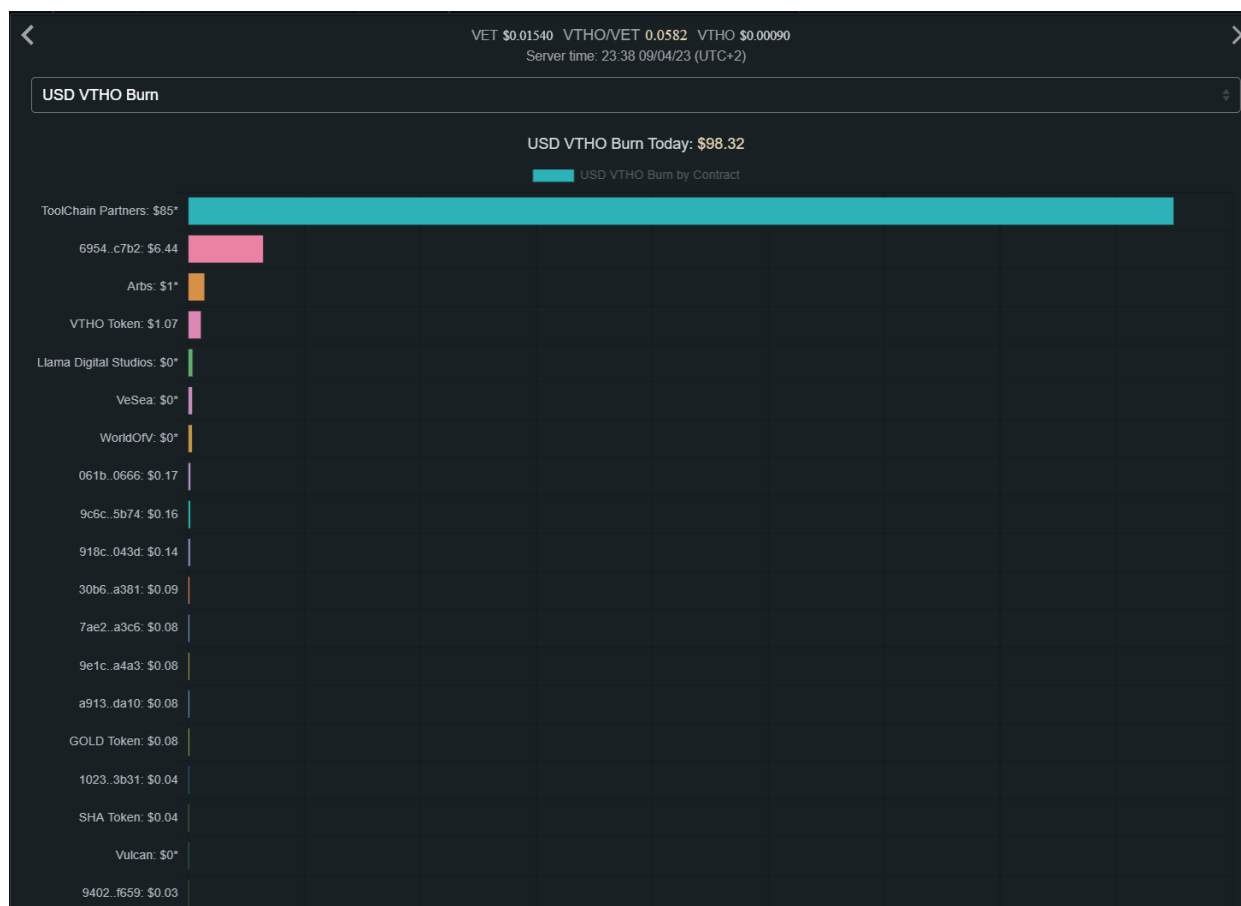 VET $0.01540 VTHO/VET 0.0582 VTHO $0.00090
Server time: 23:38 09/04/23 (UTC+2)
USD VTHO Burn
USD VTHO Burn Today: $98.32
USD VTHO Burn by Contract
ToolChain Partners: $85*
6954..c7b2: $6.44
Arbs: $1*
VTHO Token: $1.07
Llama Digital Studios: $0*
VeSea: $0*
WorldOfV: $0*
061b..0666: $0.17
9c6c..5b74: $0.16
918c..043d: $0.14
30b6..a381: $0.09
7ae2..a3c6: $0.08
9e1c..a4a3: $0.08
a913..da10: $0.08
GOLD Token: $0.08
1023..3b31: $0.04
SHA Token: $0.04
Vulcan: $0*
9402..f659: $0.03